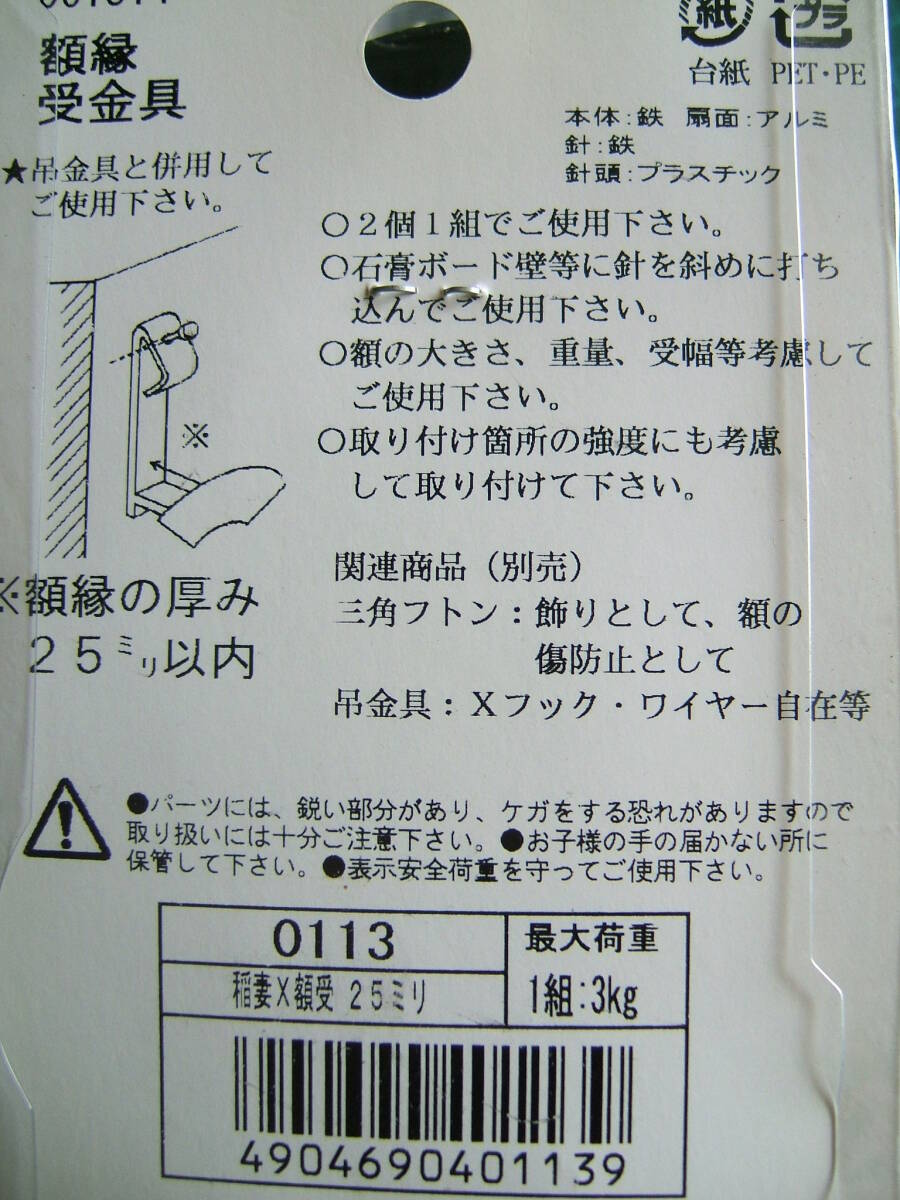 額縁
受金具
★吊金具と併用して
ご使用下さい。
紙
プラ
台紙 PET・PE
本体:鉄 扇面:アルミ
針:鉄
針頭:プラスチック
○2個1組でご使用下さい。
○石膏ボード壁等に針を斜めに打ち
込んでご使用下さい。
○額の大きさ、重量、受幅等考慮して
ご使用下さい。
○取り付け箇所の強度にも考慮
して取り付けて下さい。
※
※額縁の厚み
25ミリ以内
関連商品(別売)
三角フトン:飾りとして、額の
傷防止として
吊金具:Xフック・ワイヤー自在等
●パーツには、鋭い部分があり、ケガをする恐れがありますので
取り扱いには十分ご注意下さい。●お子様の手の届かない所に
保管して下さい。●表示安全荷重を守ってご使用下さい。
0113
稲妻X額受 25ミリ
最大荷重
1組:3kg
4904690401139